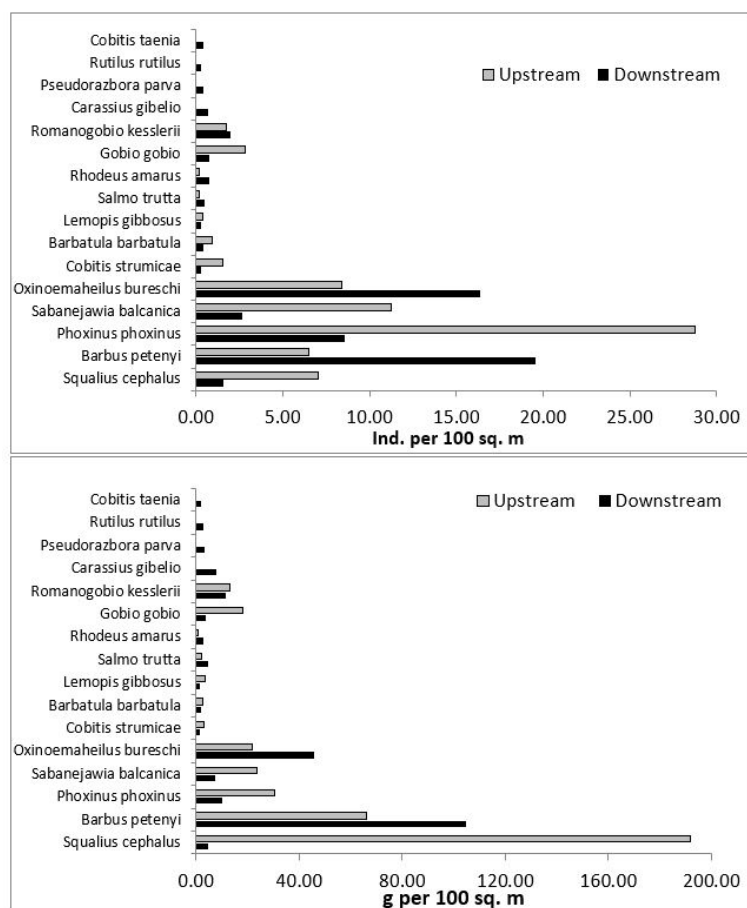 Cobitis taenia
Rutilus rutilus
Pseudorazbora parva
Carassius gibelio
Romanogobio kesslerii
Gobio gobio
Rhodeus amarus
Salmo trutta
Lemopis gibbosus
Barbatula barbatula
Cobitis strumicae
Oxinoemaheilus bureschi
Sabanejawia balcanica
Phoxinus phoxinus
Barbus petenyi
Squalius cephalus
Upstream Downstream
0.00 5.00 10.00 15.00 20.00 25.00 30.00
Ind. per 100 sq. m
Cobitis taenia
Rutilus rutilus
Pseudorazbora parva
Carassius gibelio
Romanogobio kesslerii
Gobio gobio
Rhodeus amarus
Salmo trutta
Lemopis gibbosus
Barbatula barbatula
Cobitis strumicae
Oxinoemaheilus bureschi
Sabanejawia balcanica
Phoxinus phoxinus
Barbus petenyi
Squalius cephalus
Upstream Downstream
0.00 40.00 80.00 120.00 160.00 200.00
g per 100 sq. m